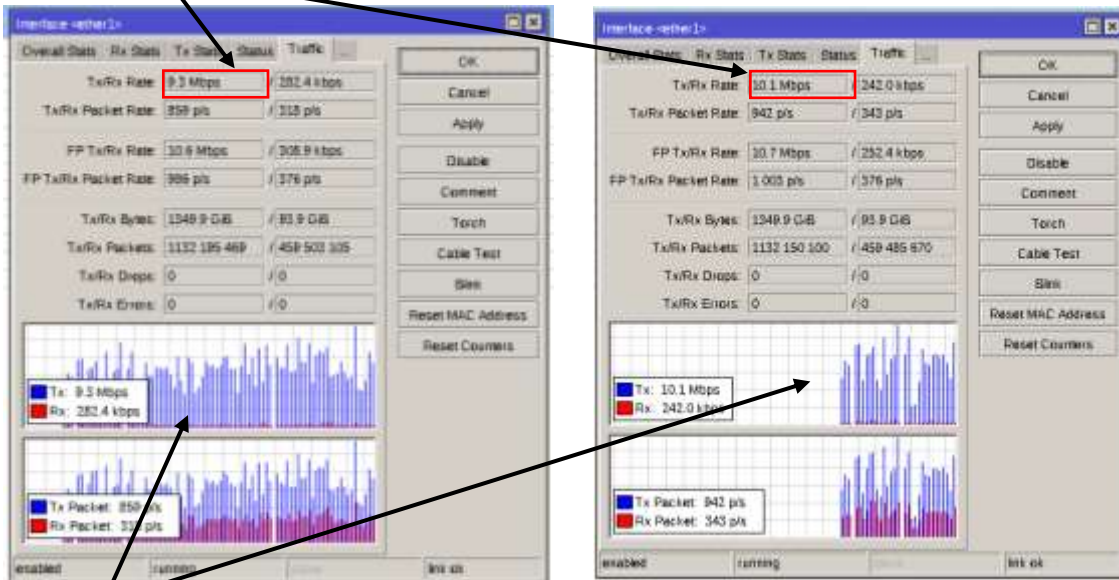 Interface <ether1>
Overall Stats Rx Stats Tx Stats Status Traffic ...
Tx/Rx Rate: 9.3 Mbps / 282.4 kbps
Tx/Rx Packet Rate: 859 p/s / 318 p/s
FP Tx/Rx Rate: 10.6 Mbps / 308.9 kbps
FP Tx/Rx Packet Rate: 986 p/s / 376 p/s
Tx/Rx Bytes: 1349.9 GiB / 93.9 GiB
Tx/Rx Packets: 1132 195 469 / 459 503 105
Tx/Rx Drops: 0 / 0
Tx/Rx Errors: 0 / 0
OK
Cancel
Apply
Disable
Comment
Torch
Cable Test
Blink
Reset MAC Address
Reset Counters
Tx: 9.3 Mbps
Rx: 282.4 kbps
Tx Packet: 859 p/s
Rx Packet: 318 p/s
enabled running link ok
Interface <ether1>
Overall Stats Rx Stats Tx Stats Status Traffic ...
Tx/Rx Rate: 10.1 Mbps / 242.0 kbps
Tx/Rx Packet Rate: 942 p/s / 343 p/s
FP Tx/Rx Rate: 10.7 Mbps / 252.4 kbps
FP Tx/Rx Packet Rate: 1 003 p/s / 376 p/s
Tx/Rx Bytes: 1349.9 GiB / 93.9 GiB
Tx/Rx Packets: 1132 150 100 / 459 485 670
Tx/Rx Drops: 0 / 0
Tx/Rx Errors: 0 / 0
OK
Cancel
Apply
Disable
Comment
Torch
Cable Test
Blink
Reset MAC Address
Reset Counters
Tx: 10.1 Mbps
Rx: 242.0 kbps
Tx Packet: 942 p/s
Rx Packet: 343 p/s
enabled running link ok